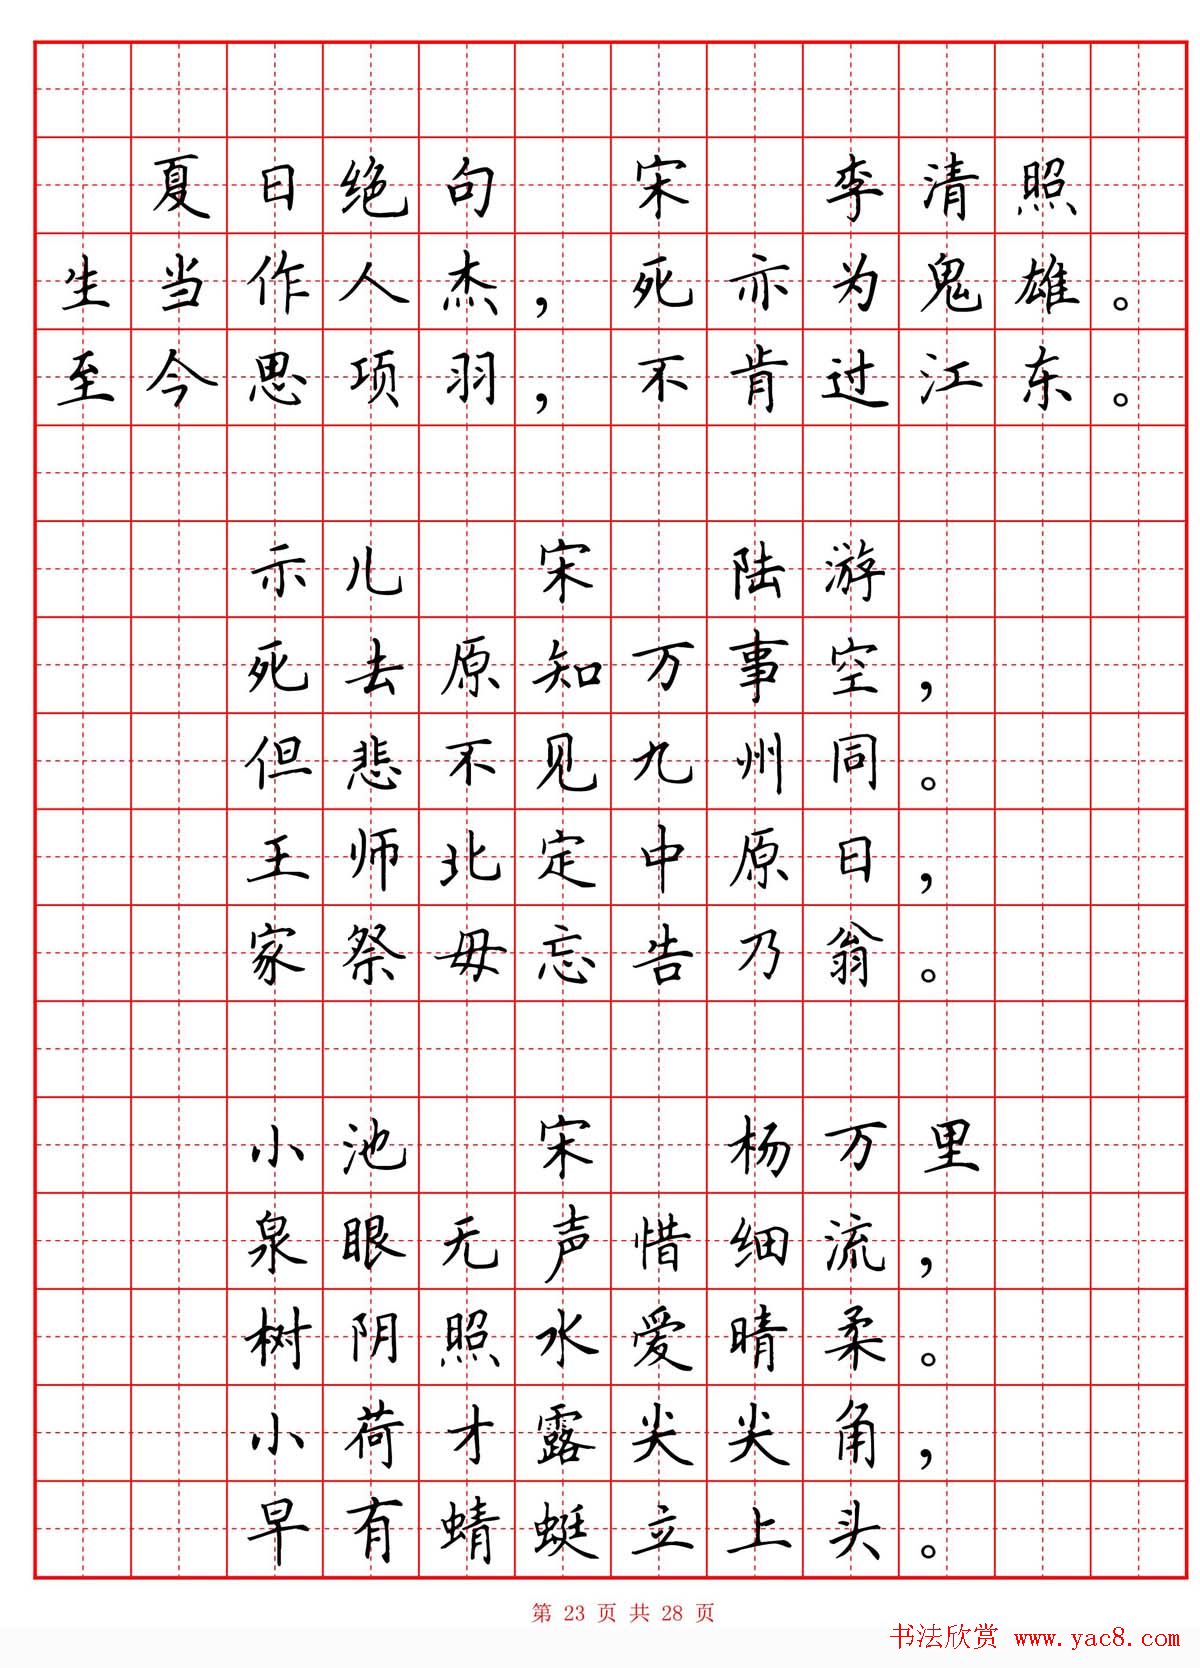 夏日绝句 宋 李清照
生当作人杰，死亦为鬼雄。
至今思项羽，不肯过江东。
示儿 宋 陆游
死去原知万事空，
但悲不见九州同。
王师北定中原日，
家祭毋忘告乃翁。
小池 宋 杨万里
泉眼无声惜细流，
树阴照水爱晴柔。
小荷才露尖尖角，
早有蜻蜓立上头。
第 23 页 共 28 页
书法欣赏 www.yac8.com